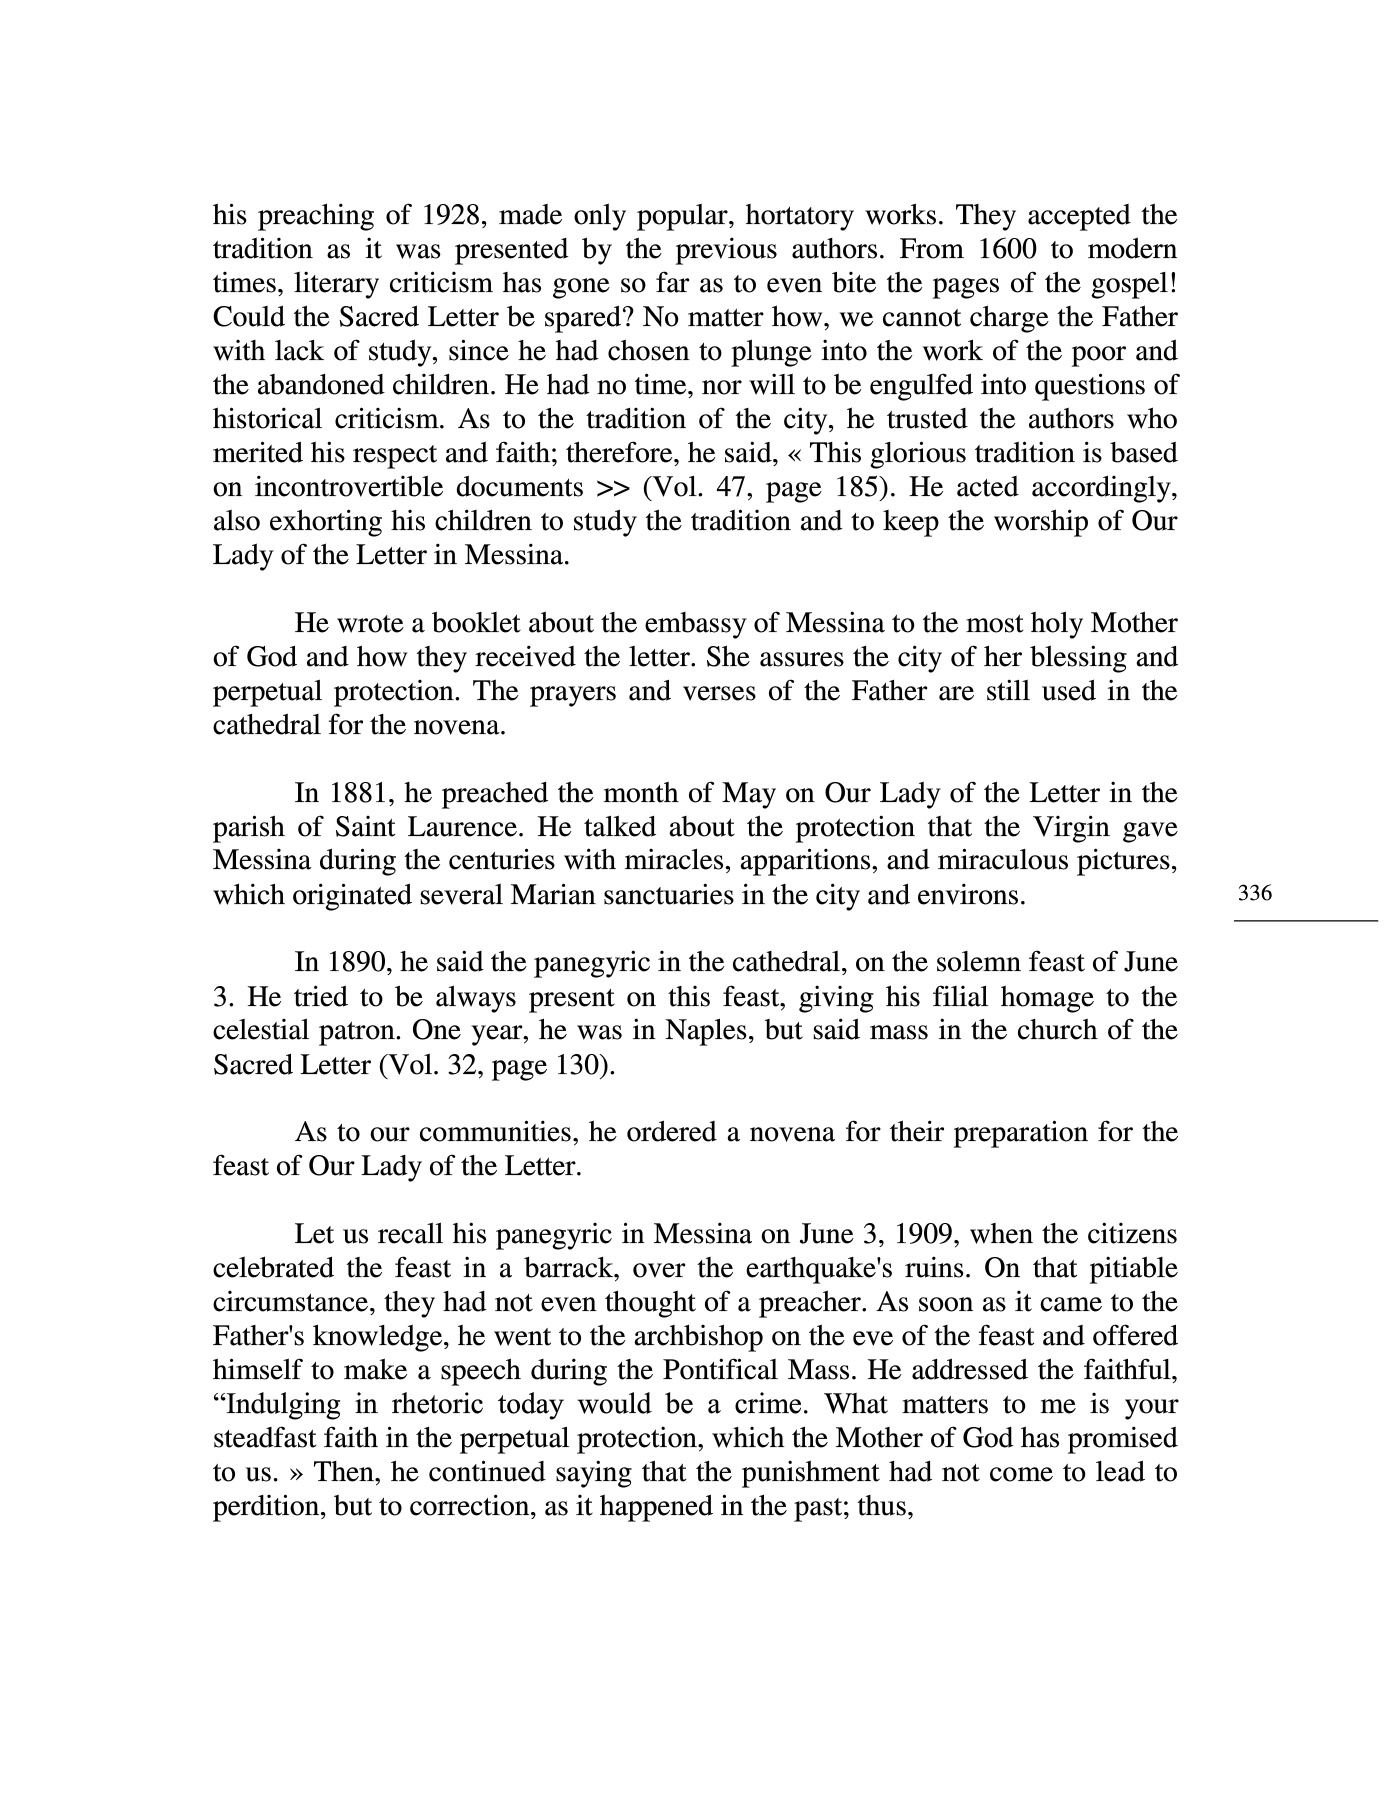 his preaching of 1928, made only popular, hortatory works. They accepted the
tradition as it was presented by the previous authors. From 1600 to modern
times, literary criticism has gone so far as to even bite the pages of the gospel!
Could the Sacred Letter be spared? No matter how, we cannot charge the Father
with lack of study, since he had chosen to plunge into the work of the poor and
the abandoned children. He had no time, nor will to be engulfed into questions of
historical criticism. As to the tradition of the city, he trusted the authors who
merited his respect and faith; therefore, he said, « This glorious tradition is based
on incontrovertible documents >> (Vol. 47, page 185). He acted accordingly,
also exhorting his children to study the tradition and to keep the worship of Our
Lady of the Letter in Messina.
He wrote a booklet about the embassy of Messina to the most holy Mother
of God and how they received the letter. She assures the city of her blessing and
perpetual protection. The prayers and verses of the Father are still used in the
cathedral for the novena.
In 1881, he preached the month of May on Our Lady of the Letter in the
parish of Saint Laurence. He talked about the protection that the Virgin gave
Messina during the centuries with miracles, apparitions, and miraculous pictures,
which originated several Marian sanctuaries in the city and environs.
336
In 1890, he said the panegyric in the cathedral, on the solemn feast of June
3. He tried to be always present on this feast, giving his filial homage to the
celestial patron. One year, he was in Naples, but said mass in the church of the
Sacred Letter (Vol. 32, page 130).
As to our communities, he ordered a novena for their preparation for the
feast of Our Lady of the Letter.
Let us recall his panegyric in Messina on June 3, 1909, when the citizens
celebrated the feast in a barrack, over the earthquake's ruins. On that pitiable
circumstance, they had not even thought of a preacher. As soon as it came to the
Father's knowledge, he went to the archbishop on the eve of the feast and offered
himself to make a speech during the Pontifical Mass. He addressed the faithful,
“Indulging in rhetoric today would be a crime. What matters to me is your
steadfast faith in the perpetual protection, which the Mother of God has promised
to us. » Then, he continued saying that the punishment had not come to lead to
perdition, but to correction, as it happened in the past; thus,